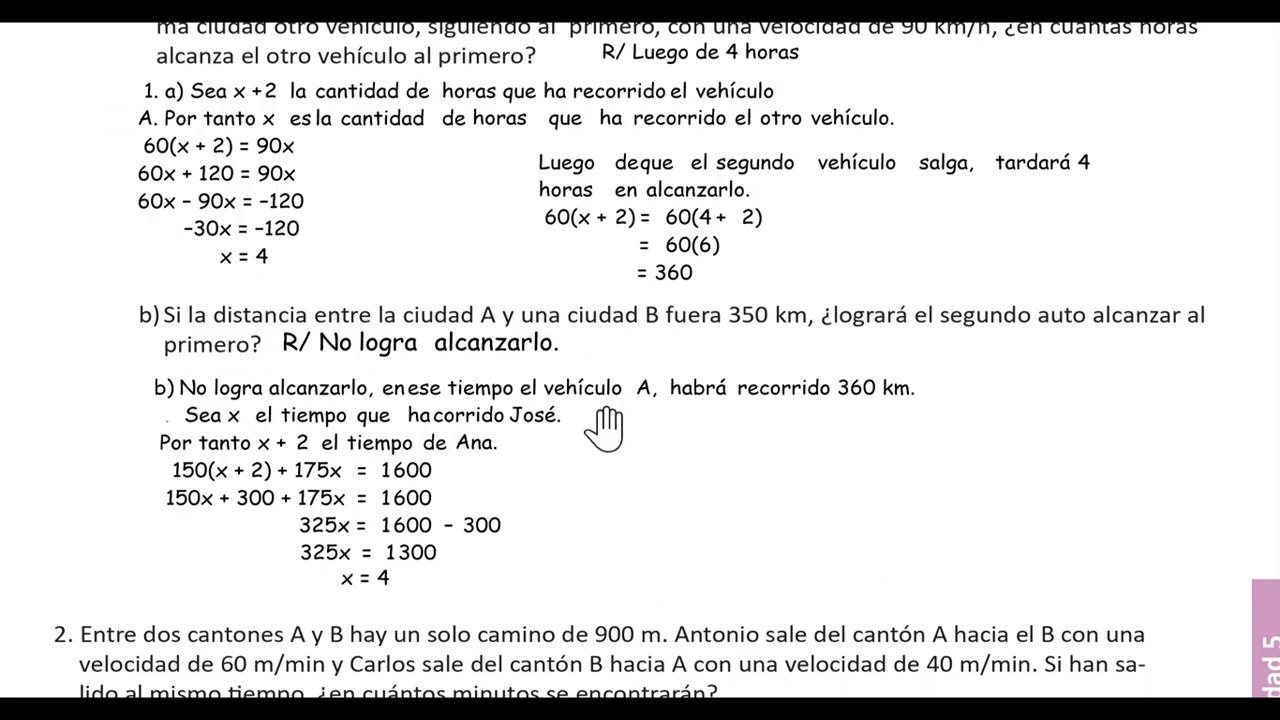 ma ciudad otro vehículo, siguiendo al primero, con una velocidad de 90 km/h, ¿en cuántas horas
alcanza el otro vehículo al primero? R/ Luego de 4 horas
1. a) Sea x +2 la cantidad de horas que ha recorrido el vehículo
A. Por tanto x es la cantidad de horas que ha recorrido el otro vehículo.
60(x + 2) = 90x
60x + 120 = 90x
60x - 90x = -120
-30x = -120
x = 4
Luego deque el segundo vehículo salga, tardará 4
horas en alcanzarlo.
60(x + 2) = 60(4 + 2)
= 60(6)
= 360
b) Si la distancia entre la ciudad A y una ciudad B fuera 350 km, ¿logrará el segundo auto alcanzar al
primero? R/ No logra alcanzarlo.
b) No logra alcanzarlo, en ese tiempo el vehículo A, habrá recorrido 360 km.
Sea x el tiempo que ha corrido José.
Por tanto x + 2 el tiempo de Ana.
150(x + 2) + 175x = 1600
150x + 300 + 175x = 1600
325x = 1600 - 300
325x = 1300
x = 4
2. Entre dos cantones A y B hay un solo camino de 900 m. Antonio sale del cantón A hacia el B con una
velocidad de 60 m/min y Carlos sale del cantón B hacia A con una velocidad de 40 m/min. Si han sa-
lido al mismo tiempo, ¿en cuántos minutos se encontrarán?
dad 5